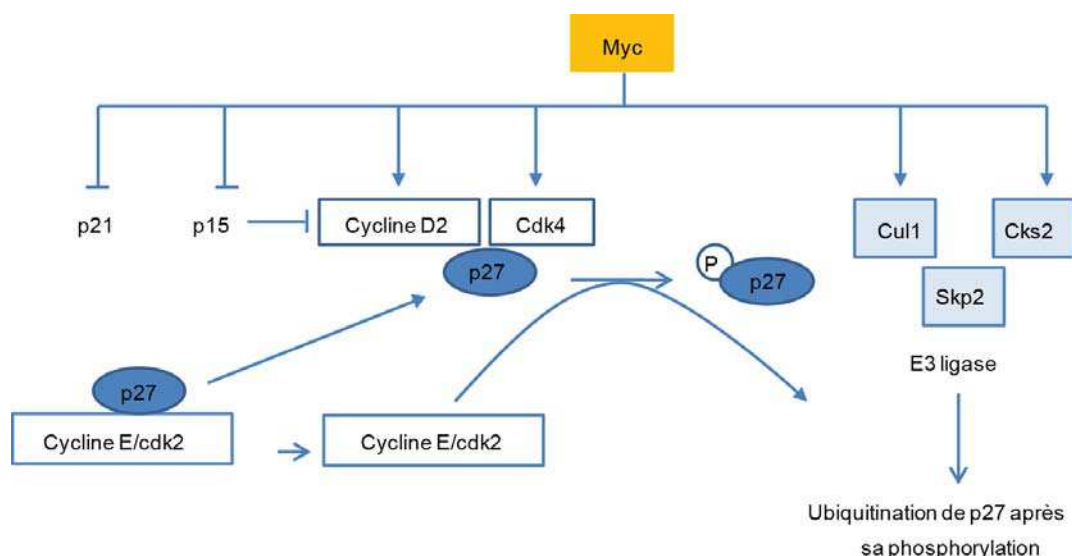 Myc
p21
p15
Cycline D2
Cdk4
p27
P
p27
Cul1
Cks2
Skp2
E3 ligase
p27
Cycline E/cdk2
Cycline E/cdk2
Ubiquitination de p27 après
sa phosphorylation